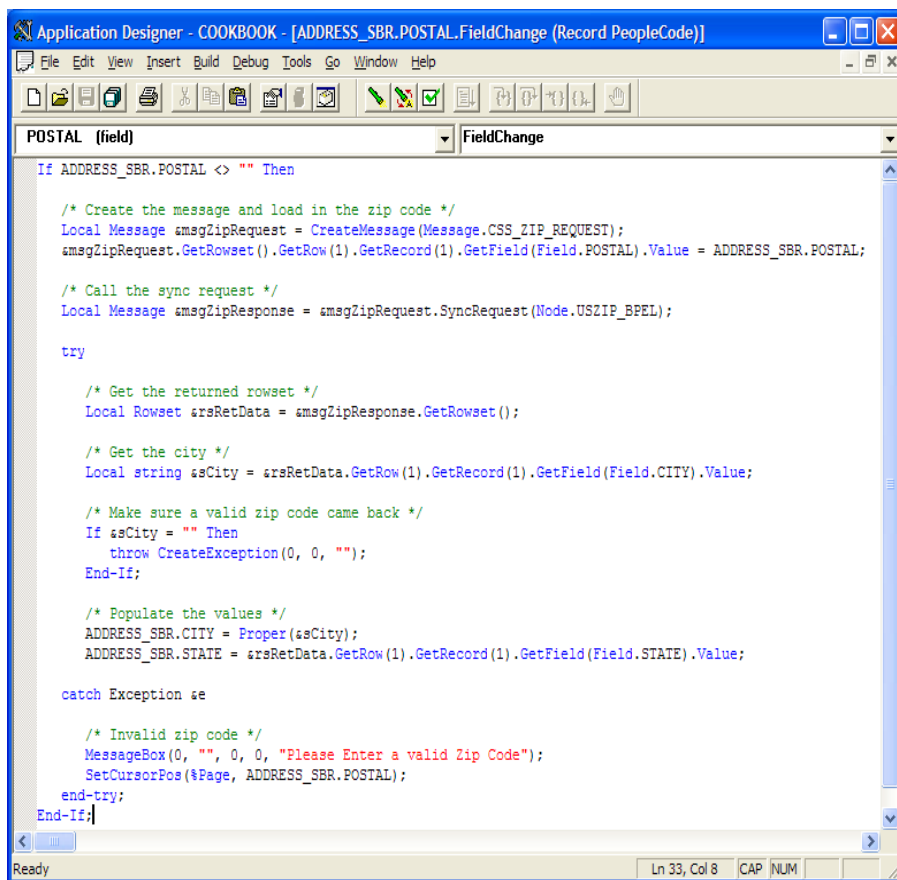 Application Designer - COOKBOOK - [ADDRESS_SBR.POSTAL.FieldChange (Record PeopleCode)]
File Edit View Insert Build Debug Tools Go Window Help
POSTAL (field) FieldChange
If ADDRESS_SBR.POSTAL <> "" Then
/* Create the message and load in the zip code */
Local Message &msgZipRequest = CreateMessage(Message.CSS_ZIP_REQUEST);
&msgZipRequest.GetRowset().GetRow(1).GetRecord(1).GetField(Field.POSTAL).Value = ADDRESS_SBR.POSTAL;
/* Call the sync request */
Local Message &msgZipResponse = &msgZipRequest.SyncRequest(Node.USZIP_BPEL);
try
/* Get the returned rowset */
Local Rowset &rsRetData = &msgZipResponse.GetRowset();
/* Get the city */
Local string &sCity = &rsRetData.GetRow(1).GetRecord(1).GetField(Field.CITY).Value;
/* Make sure a valid zip code came back */
If &sCity = "" Then
throw CreateException(0, 0, "");
End-If;
/* Populate the values */
ADDRESS_SBR.CITY = Proper(&sCity);
ADDRESS_SBR.STATE = &rsRetData.GetRow(1).GetRecord(1).GetField(Field.STATE).Value;
catch Exception &e
/* Invalid zip code */
MessageBox(0, "", 0, 0, "Please Enter a valid Zip Code");
SetCursorPos(%Page, ADDRESS_SBR.POSTAL);
end-try;
End-If;
Ready Ln 33, Col 8 CAP NUM